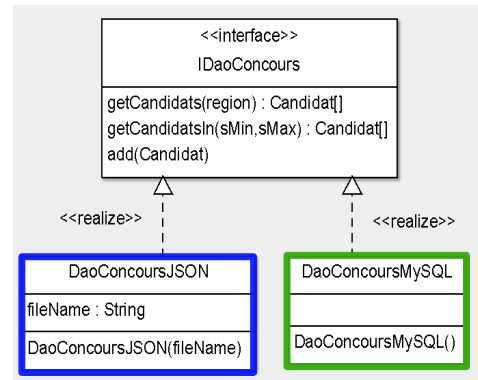 <<interface>>
IDaoConcours
getCandidats(region) : Candidat[]
getCandidatsIn(sMin,sMax) : Candidat[]
add(Candidat)
<<realize>>
<<realize>>
DaoConcoursJSON
fileName : String
DaoConcoursJSON(fileName)
DaoConcoursMySQL
DaoConcoursMySQL()